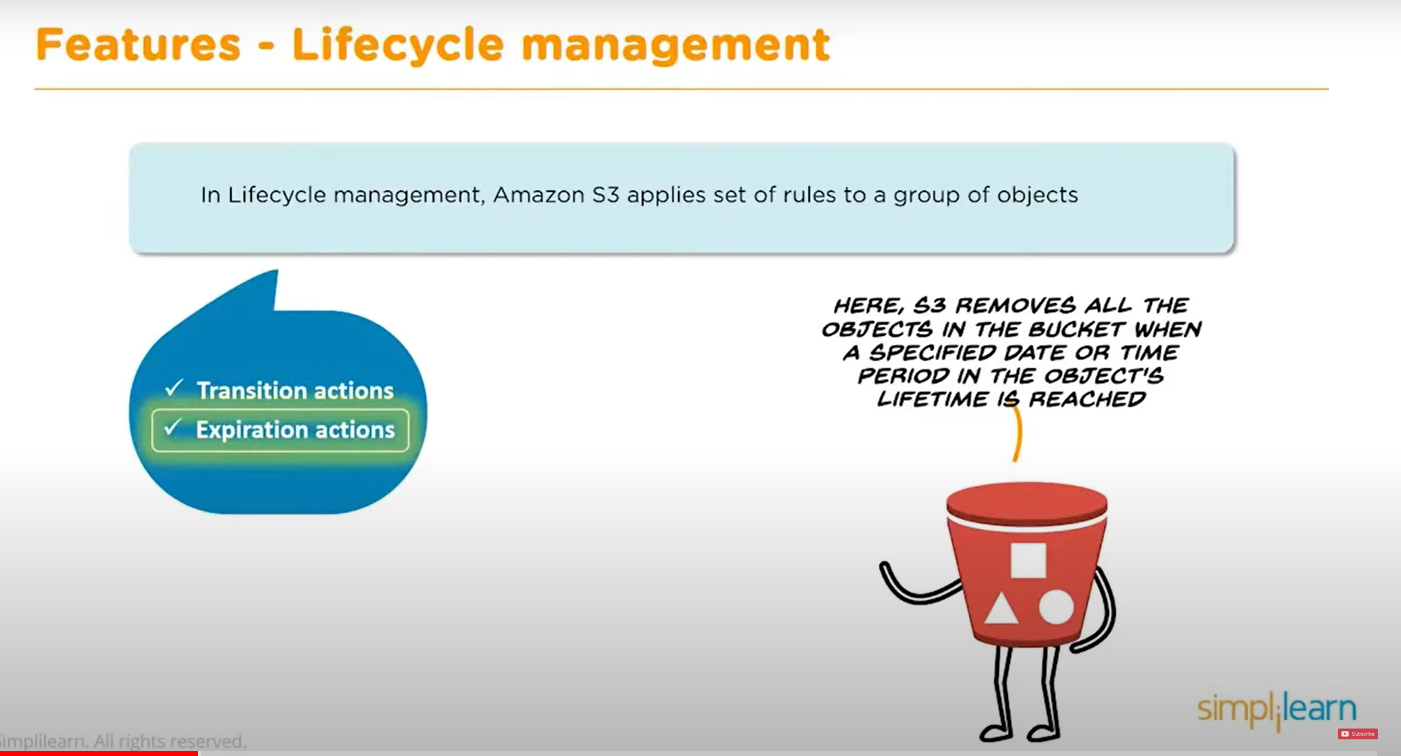 Features - Lifecycle management
In Lifecycle management, Amazon S3 applies set of rules to a group of objects
✓ Transition actions
✓ Expiration actions
HERE, S3 REMOVES ALL THE
OBJECTS IN THE BUCKET WHEN
A SPECIFIED DATE OR TIME
PERIOD IN THE OBJECT'S
LIFETIME IS REACHED
simplilearn
Subscribe
Simplilearn. All rights reserved.